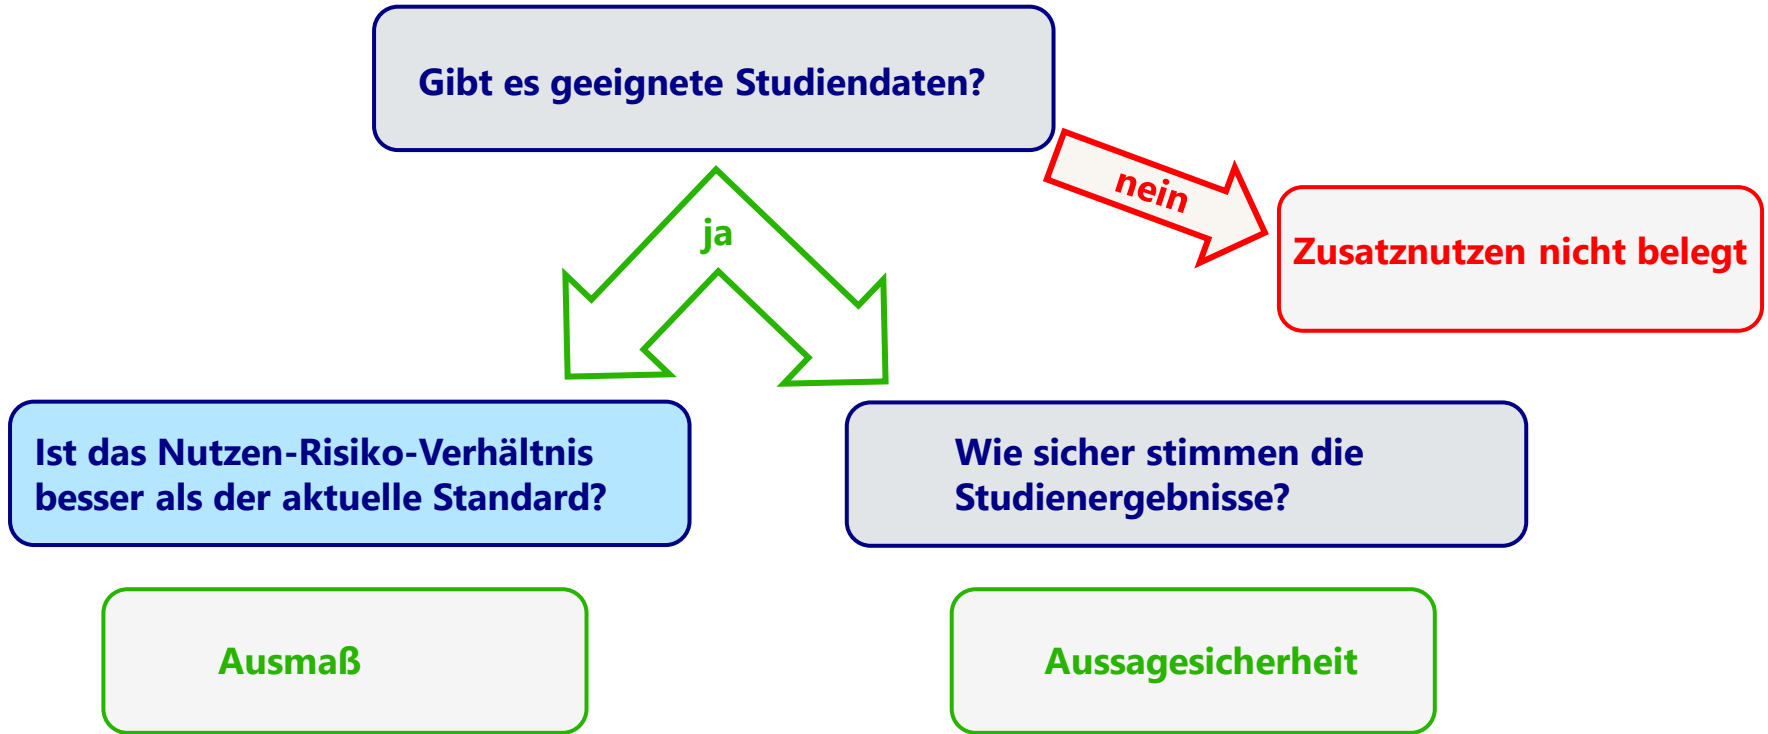 Gibt es geeignete Studiendaten?
nein
ja
Zusatznutzen nicht belegt
Ist das Nutzen-Risiko-Verhältnis
besser als der aktuelle Standard?
Wie sicher stimmen die
Studienergebnisse?
Ausmaß
Aussagesicherheit